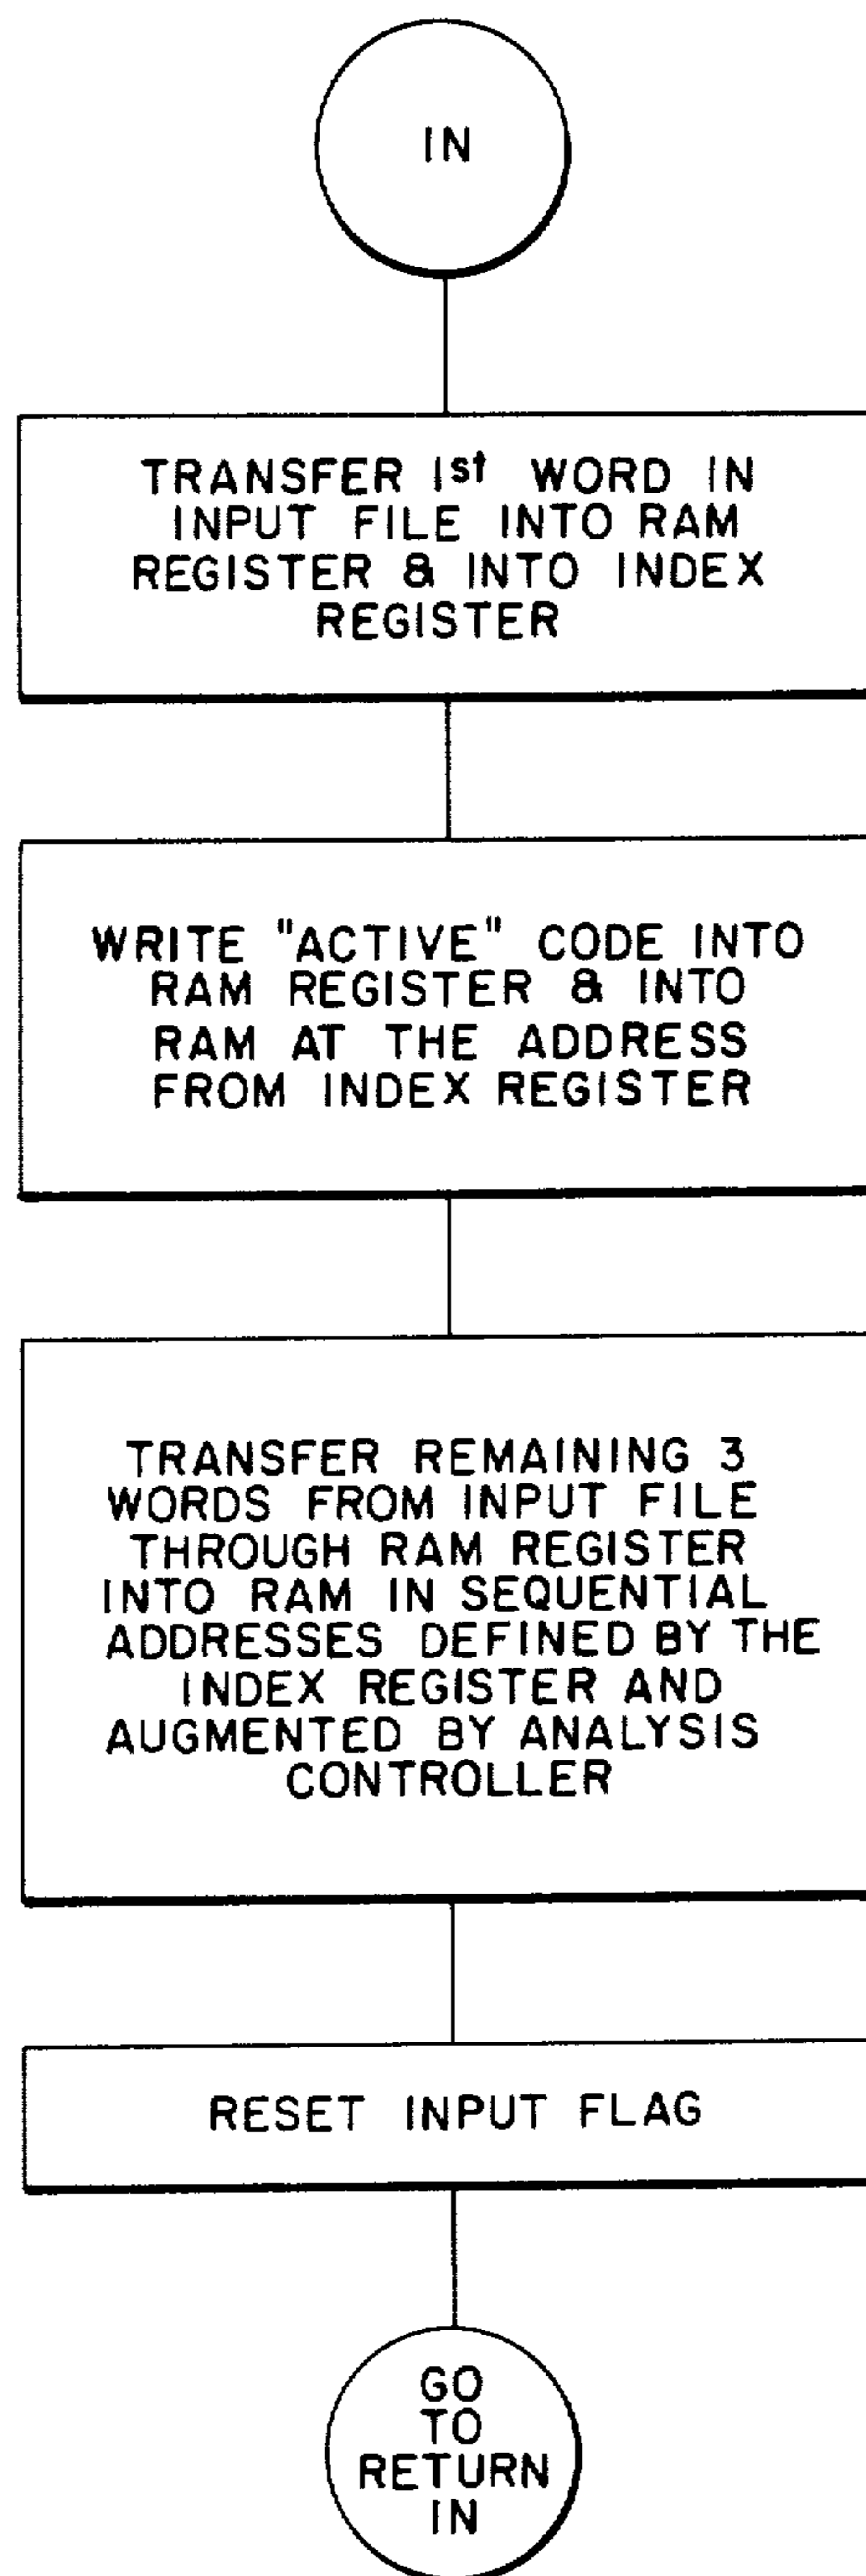 IN
TRANSFER 1st WORD IN
INPUT FILE INTO RAM
REGISTER & INTO INDEX
REGISTER
WRITE "ACTIVE" CODE INTO
RAM REGISTER & INTO
RAM AT THE ADDRESS
FROM INDEX REGISTER
TRANSFER REMAINING 3
WORDS FROM INPUT FILE
THROUGH RAM REGISTER
INTO RAM IN SEQUENTIAL
ADDRESSES DEFINED BY THE
INDEX REGISTER AND
AUGMENTED BY ANALYSIS
CONTROLLER
RESET INPUT FLAG
GO
TO
RETURN
IN